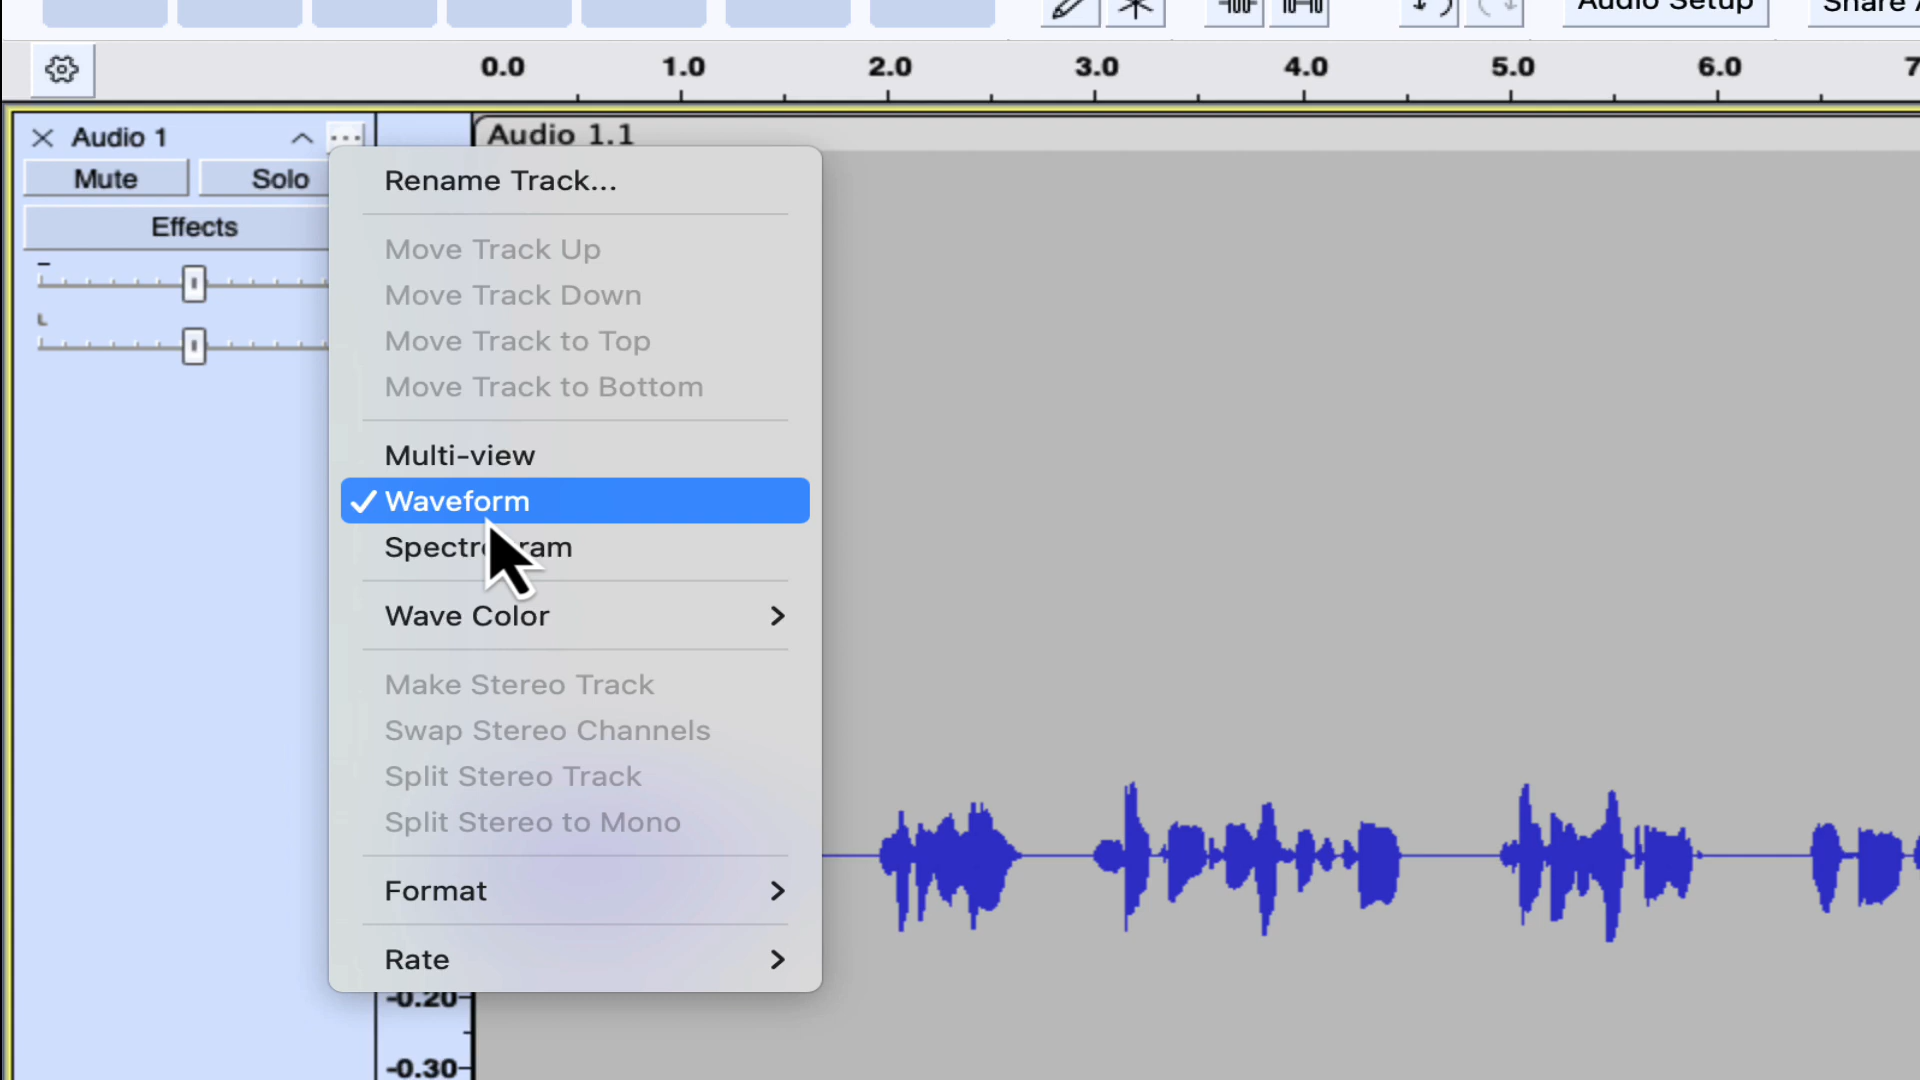 Audio Setup
Share
0.0 1.0 2.0 3.0 4.0 5.0 6.0 7
Audio 1
Audio 1.1
Mute
Solo
Effects
L
Rename Track...
Move Track Up
Move Track Down
Move Track to Top
Move Track to Bottom
Multi-view
Waveform
Wave Color
Make Stereo Track
Swap Stereo Channels
Split Stereo Track
Split Stereo to Mono
Format
Rate
-0.20
-0.30